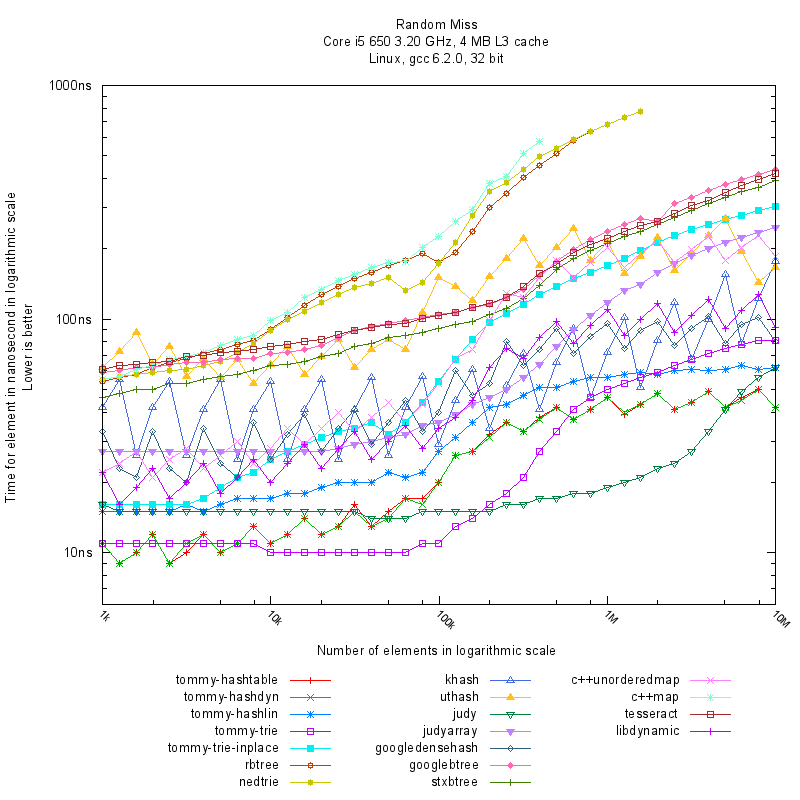 Random Miss
Core i5 650 3.20 GHz, 4 MB L3 cache
Linux, gcc 6.2.0, 32 bit
Time for element in nanosecond in logarithmic scale
Lower is better
1000ns
100ns
10ns
1k
10k
100k
1M
10M
Number of elements in logarithmic scale
tommy-hashtable
tommy-hashdyn
tommy-hashlin
tommy-trie
tommy-trie-inplace
rbtree
nedtrie
khash
uthash
judy
judyarray
googledensehash
googlebtree
stxbtree
c++unorderedmap
c++map
tesseract
libdynamic